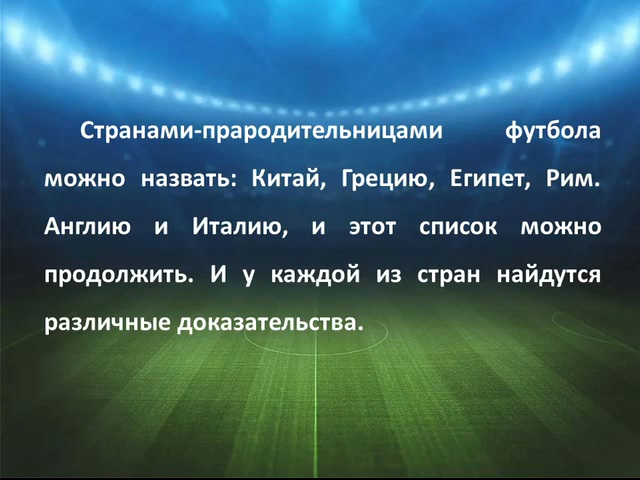 Странами-прародительницами футбола
можно назвать: Китай, Грецию, Египет, Рим.
Англию и Италию, и этот список можно
продолжить. И у каждой из стран найдутся
различные доказательства.